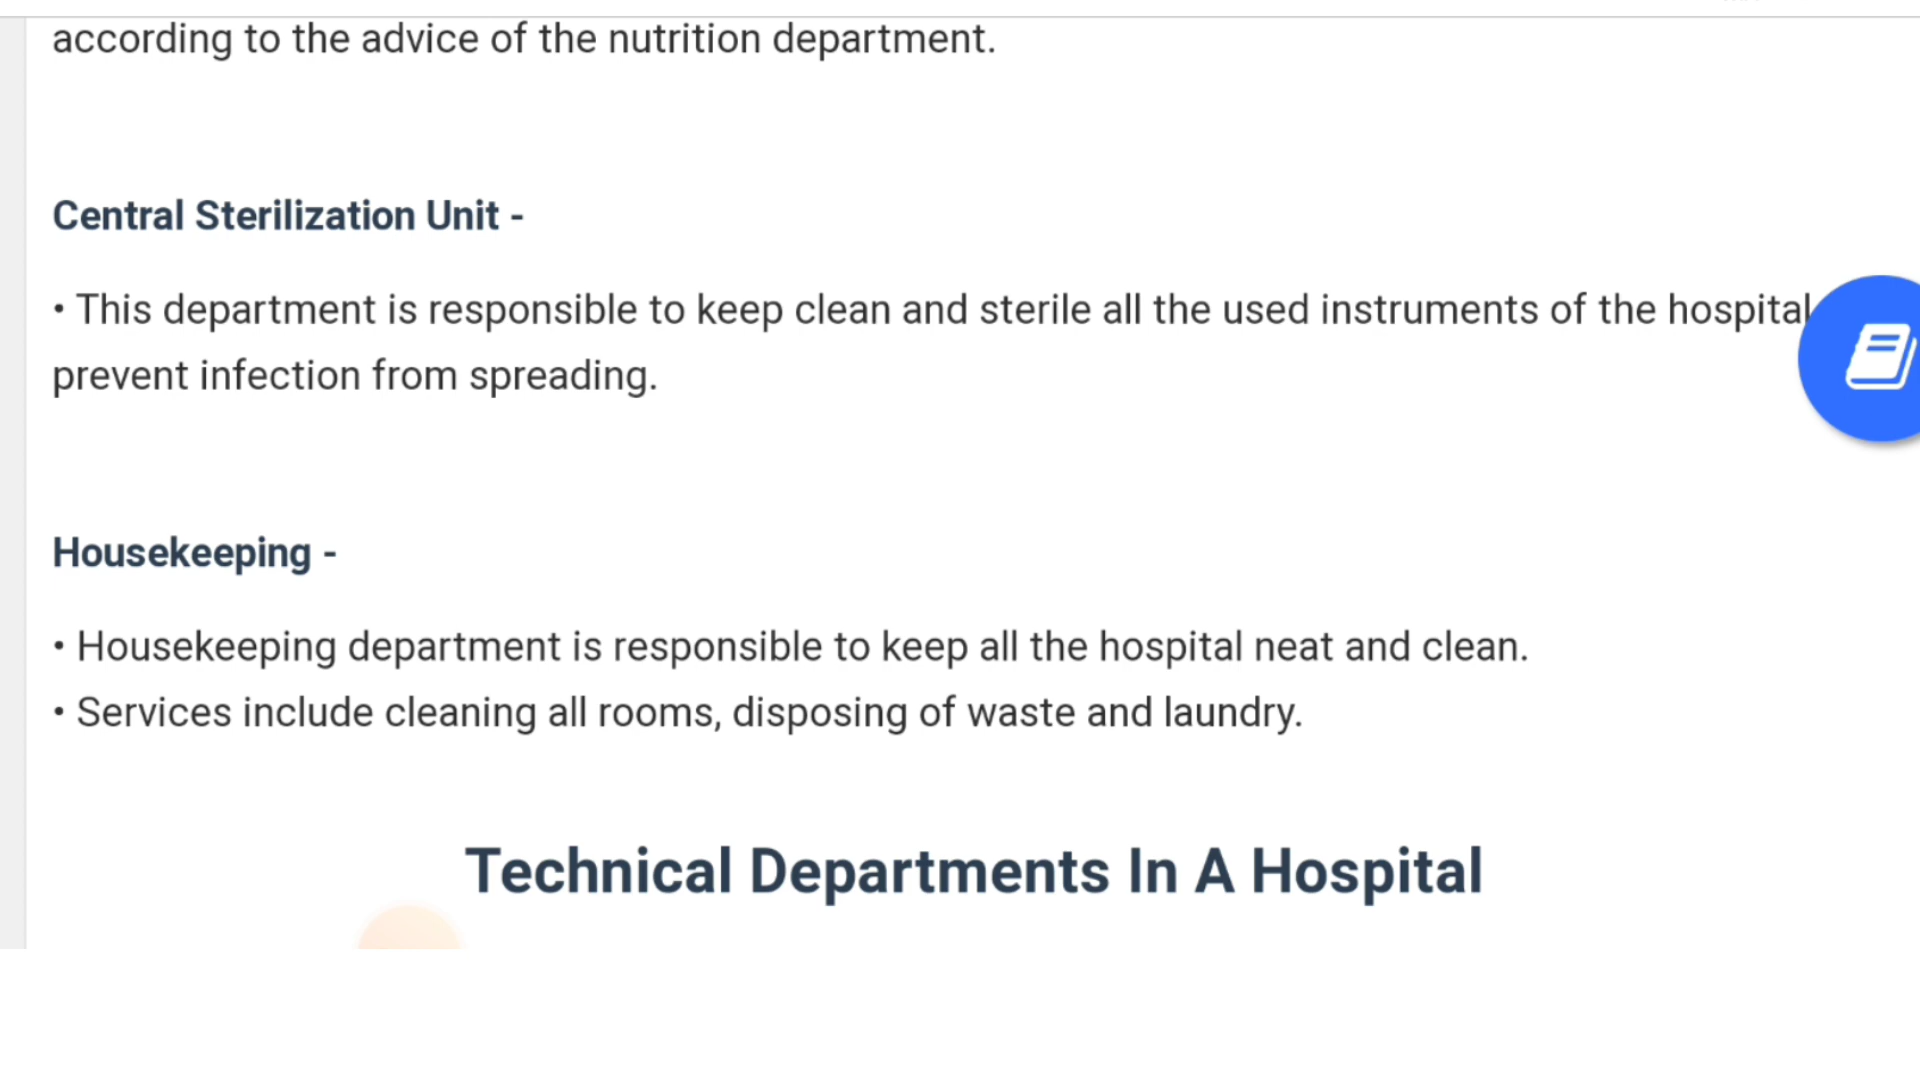 according to the advice of the nutrition department.
Central Sterilization Unit -
• This department is responsible to keep clean and sterile all the used instruments of the hospital
prevent infection from spreading.
Housekeeping -
• Housekeeping department is responsible to keep all the hospital neat and clean.
• Services include cleaning all rooms, disposing of waste and laundry.
Technical Departments In A Hospital